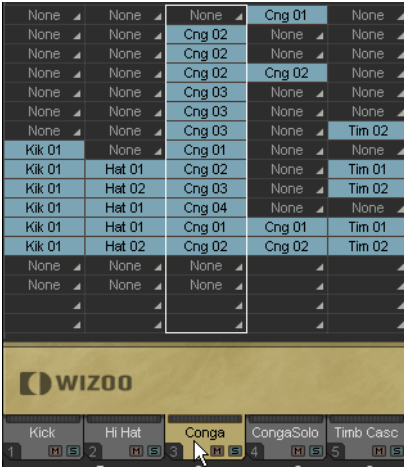 None None None Cng 01 None
None None Cng 02 None None
None None Cng 02 None None
None None Cng 02 Cng 02 None
None None Cng 03 None None
None None Cng 03 None None
None None Cng 03 None Tim 02
Kik 01 None Cng 01 None None
Kik 01 Hat 01 Cng 02 None Tim 01
Kik 01 Hat 02 Cng 03 None Tim 02
Kik 01 Hat 01 Cng 04 None None
Kik 01 Hat 01 Cng 01 Cng 01 Tim 01
Kik 01 Hat 02 Cng 02 Cng 02 Tim 02
None None None
None None None
WIZOO
Kick Hi Hat Conga CongaSolo Timb Casc
1 M S 2 M S 3 M S 4 M S 5 M S